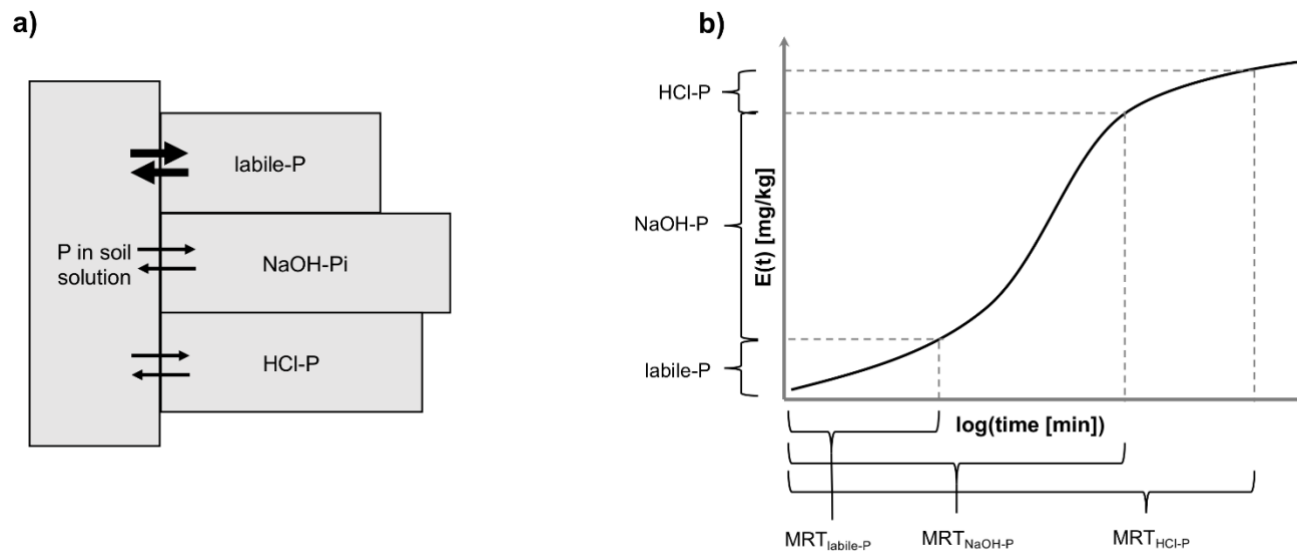 a)
labile-P
P in soil
solution
NaOH-Pi
HCl-P
b)
HCl-P
NaOH-P
labile-P
E(t) [mg/kg]
log(time [min])
MRTlabile-P
MRTNaOH-P
MRTHCl-P